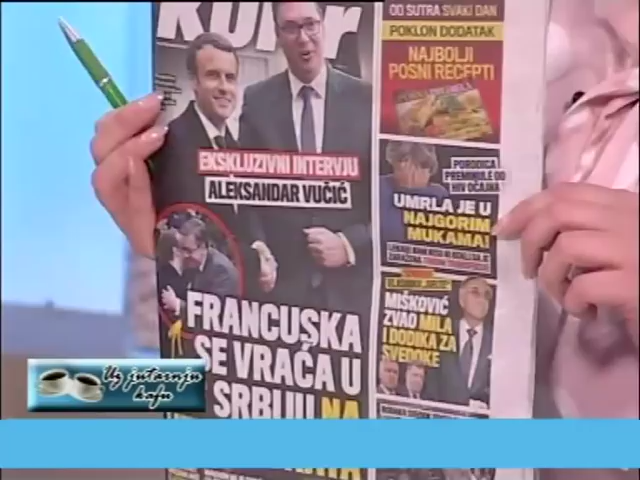 KURIR
EKSKLUZIVNI INTERVJU
ALEKSANDAR VUČIĆ
FRANCUSKA
SE VRAĆA U
SRBIJU NA
OD SUTRA SVAKI DAN
POKLON DODATAK
NAJBOLJI
POSNI RECEPTI
PORODICA
PREMINULE OD
HIV OČAJNA
UMRLA JE U
NAJGORIM
MUKAMA!
MIŠKOVIĆ
ZVAO MILA
I DODIKA ZA
SVEDOKE
Uz jutarnju
kafu